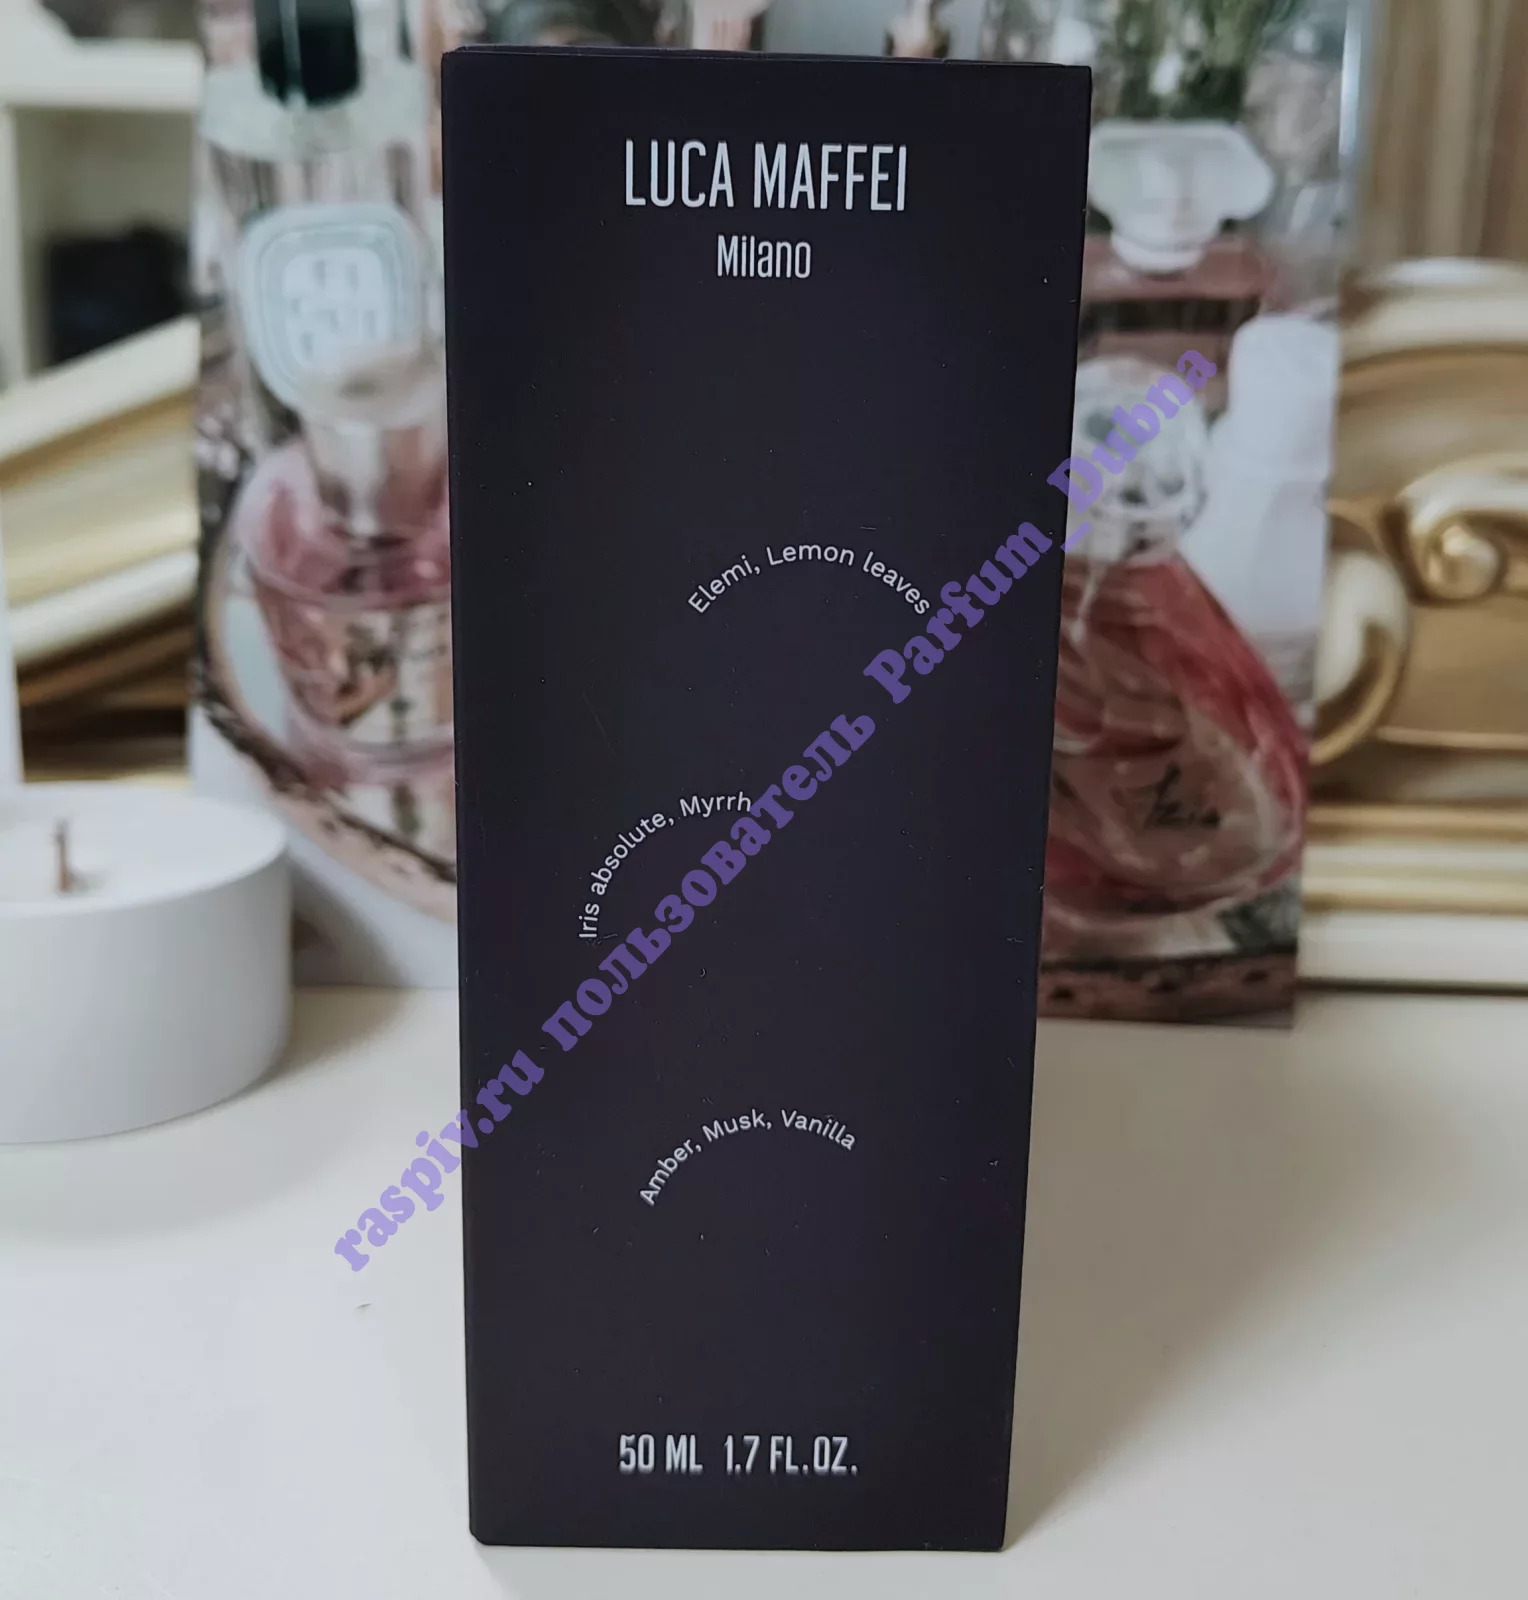 LUCA MAFFEI
Milano
Elemi, Lemon leaves
Iris absolute, Myrrh
Amber, Musk, Vanilla
50 ML 1.7 FL.OZ.
raspiv.ru пользователь Parfum_Dubna